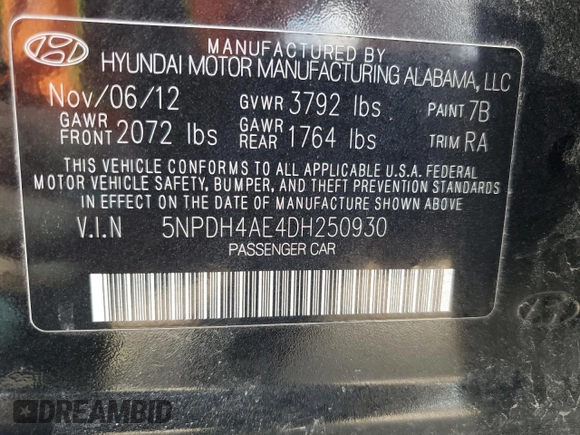 MANUFACTURED BY
HYUNDAI MOTOR MANUFACTURING ALABAMA, LLC
Nov/06/12 GVWR 3792 lbs PAINT 7B
GAWR FRONT 2072 lbs GAWR REAR 1764 lbs TRIM RA
THIS VEHICLE CONFORMS TO ALL APPLICABLE U.S.A. FEDERAL
MOTOR VEHICLE SAFETY, BUMPER, AND THEFT PREVENTION STANDARDS
IN EFFECT ON THE DATE OF MANUFACTURE SHOWN ABOVE
V.I.N 5NPDH4AE4DH250930
PASSENGER CAR
DREAMBID